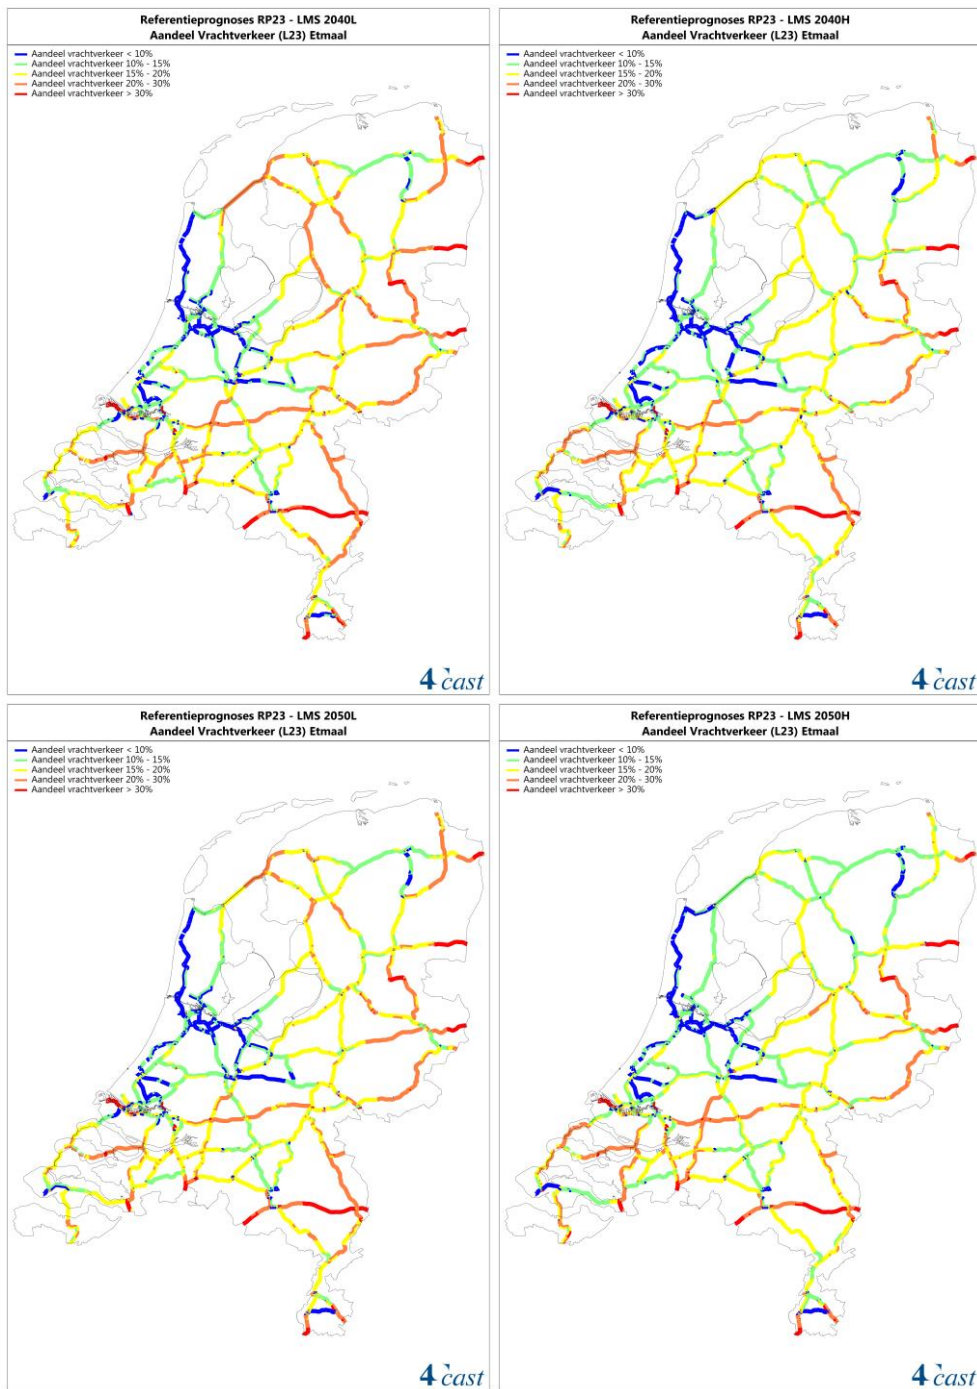 Referentieprognoses RP23 - LMS 2040L
Aandeel Vrachtverkeer (L23) Etmaal
Aandeel vrachtverkeer < 10%
Aandeel vrachtverkeer 10% - 15%
Aandeel vrachtverkeer 15% - 20%
Aandeel vrachtverkeer 20% - 30%
Aandeel vrachtverkeer > 30%
4cast
Referentieprognoses RP23 - LMS 2040H
Aandeel Vrachtverkeer (L23) Etmaal
Aandeel vrachtverkeer < 10%
Aandeel vrachtverkeer 10% - 15%
Aandeel vrachtverkeer 15% - 20%
Aandeel vrachtverkeer 20% - 30%
Aandeel vrachtverkeer > 30%
4cast
Referentieprognoses RP23 - LMS 2050L
Aandeel Vrachtverkeer (L23) Etmaal
Aandeel vrachtverkeer < 10%
Aandeel vrachtverkeer 10% - 15%
Aandeel vrachtverkeer 15% - 20%
Aandeel vrachtverkeer 20% - 30%
Aandeel vrachtverkeer > 30%
4cast
Referentieprognoses RP23 - LMS 2050H
Aandeel Vrachtverkeer (L23) Etmaal
Aandeel vrachtverkeer < 10%
Aandeel vrachtverkeer 10% - 15%
Aandeel vrachtverkeer 15% - 20%
Aandeel vrachtverkeer 20% - 30%
Aandeel vrachtverkeer > 30%
4cast